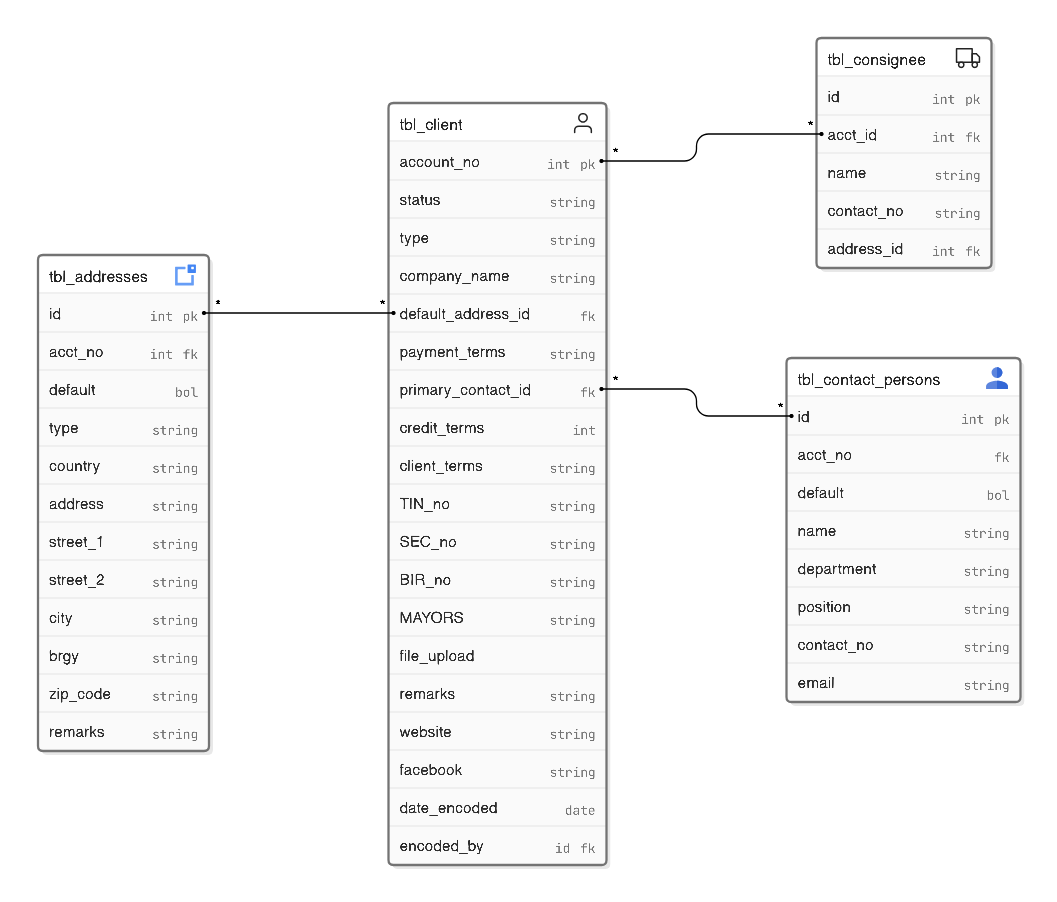 tbl_consignee
id int pk
acct_id int fk
name string
contact_no string
address_id int fk
tbl_client
account_no int pk
status string
type string
company_name string
default_address_id fk
payment_terms string
primary_contact_id fk
credit_terms int
client_terms string
TIN_no string
SEC_no string
BIR_no string
MAYORS string
file_upload
remarks string
website string
facebook string
date_encoded date
encoded_by id fk
tbl_addresses
id int pk
acct_no int fk
default bol
type string
country string
address string
street_1 string
street_2 string
city string
brgy string
zip_code string
remarks string
tbl_contact_persons
id int pk
acct_no fk
default bol
name string
department string
position string
contact_no string
email string
*
*
*
*
*
*